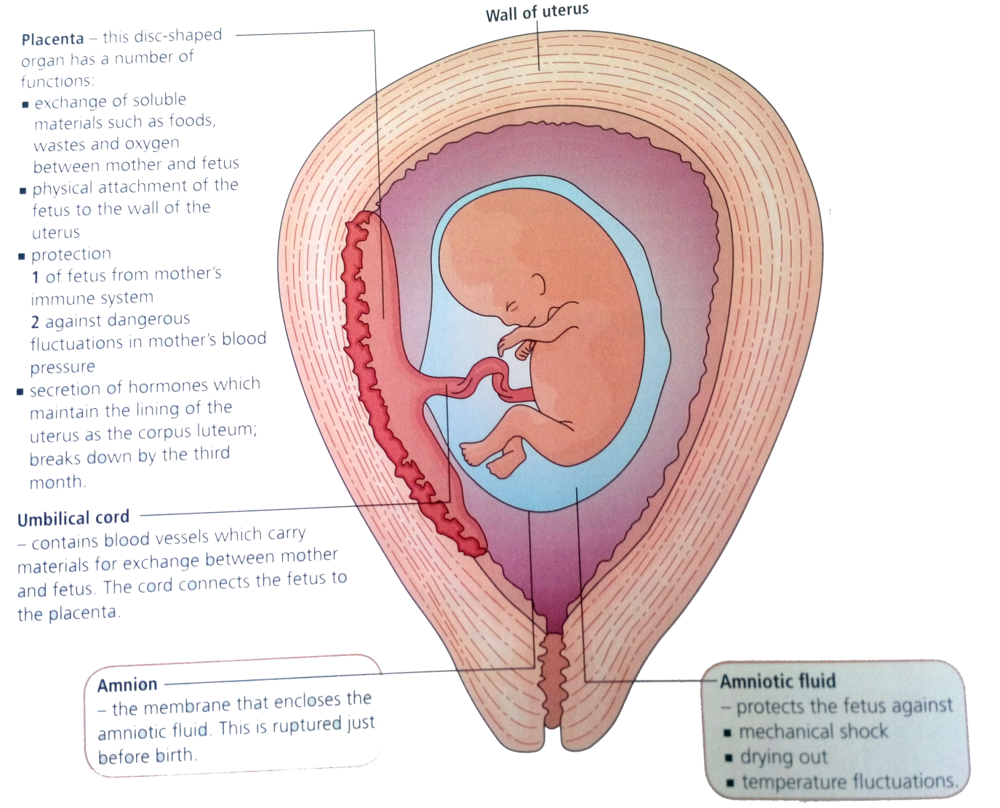 Wall of uterus
Placenta – this disc-shaped
organ has a number of
functions:
▪ exchange of soluble
materials such as foods,
wastes and oxygen
between mother and fetus
▪ physical attachment of the
fetus to the wall of the
uterus
▪ protection
1 of fetus from mother's
immune system
2 against dangerous
fluctuations in mother's blood
pressure
▪ secretion of hormones which
maintain the lining of the
uterus as the corpus luteum;
breaks down by the third
month.
Umbilical cord
– contains blood vessels which carry
materials for exchange between mother
and fetus. The cord connects the fetus to
the placenta.
Amnion
– the membrane that encloses the
amniotic fluid. This is ruptured just
before birth.
Amniotic fluid
– protects the fetus against
▪ mechanical shock
▪ drying out
▪ temperature fluctuations.